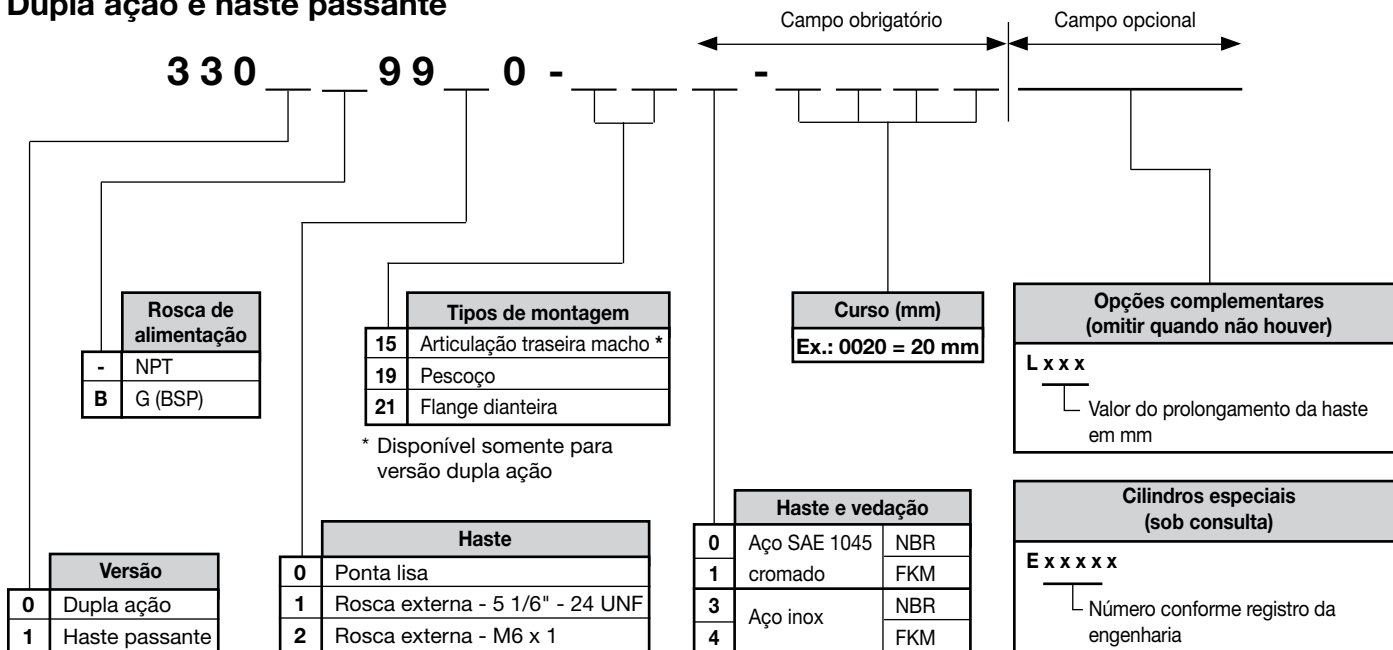 Dupla ação e haste passante
Campo obrigatório
Campo opcional
3 3 0 _ _ 9 9 _ 0 - _ _ _ - _ _ _ _
Rosca de alimentação
- NPT
B G (BSP)
Tipos de montagem
15 Articulação traseira macho *
19 Pescoço
21 Flange dianteira
* Disponível somente para
versão dupla ação
Curso (mm)
Ex.: 0020 = 20 mm
Opções complementares
(omitir quando não houver)
L x x x
Valor do prolongamento da haste
em mm
Versão
0 Dupla ação
1 Haste passante
Haste
0 Ponta lisa
1 Rosca externa - 5 1/6" - 24 UNF
2 Rosca externa - M6 x 1
Haste e vedação
0 Aço SAE 1045 NBR
1 cromado FKM
3 Aço inox NBR
4 FKM
Cilindros especiais
(sob consulta)
E x x x x x
Número conforme registro da
engenharia